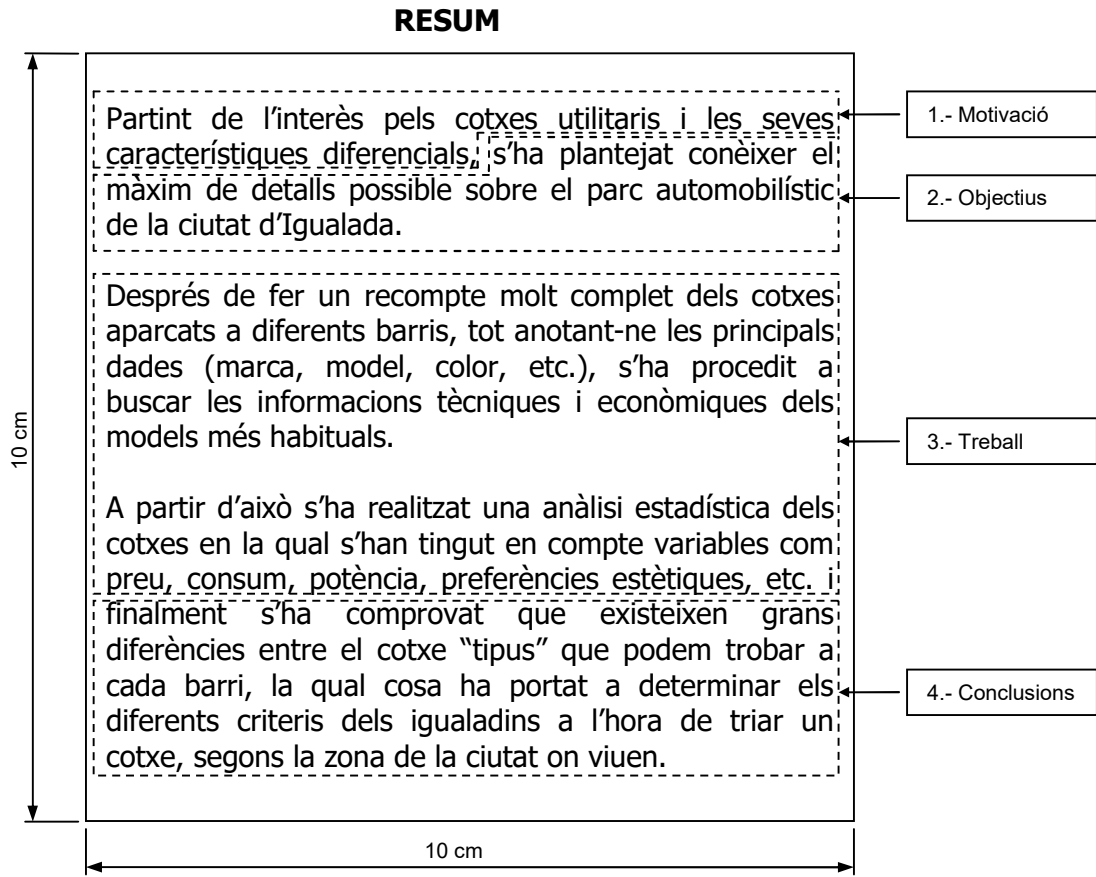 RESUM
Partint de l’interès pels cotxes utilitaris i les seves
característiques diferencials, s’ha plantejat conèixer el
màxim de detalls possible sobre el parc automobilístic
de la ciutat d’Igualada.
Després de fer un recompte molt complet dels cotxes
aparcats a diferents barris, tot anotant-ne les principals
dades (marca, model, color, etc.), s’ha procedit a
buscar les informacions tècniques i econòmiques dels
models més habituals.
A partir d’això s’ha realitzat una anàlisi estadística dels
cotxes en la qual s’han tingut en compte variables com
preu, consum, potència, preferències estètiques, etc. i
finalment s’ha comprovat que existeixen grans
diferències entre el cotxe “tipus” que podem trobar a
cada barri, la qual cosa ha portat a determinar els
diferents criteris dels igualadins a l’hora de triar un
cotxe, segons la zona de la ciutat on viuen.
1.- Motivació
2.- Objectius
3.- Treball
4.- Conclusions
10 cm
10 cm